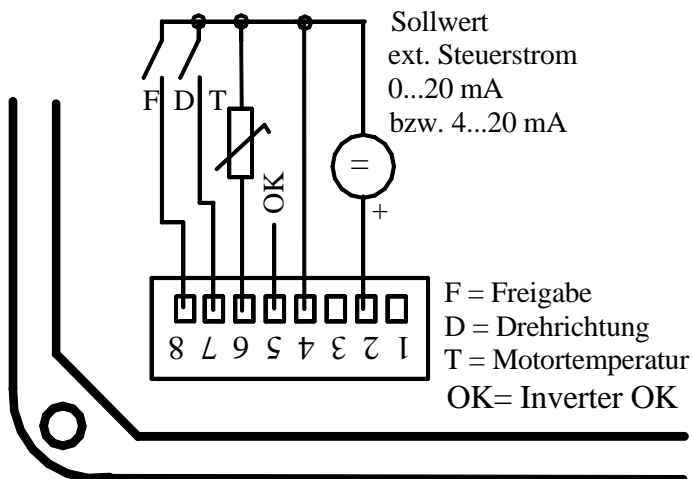 Sollwert
ext. Steuerstrom
0...20 mA
bzw. 4...20 mA
F D T
=
+
OK
8 7 6 5 4 3 2 1
F = Freigabe
D = Drehrichtung
T = Motortemperatur
OK= Inverter OK